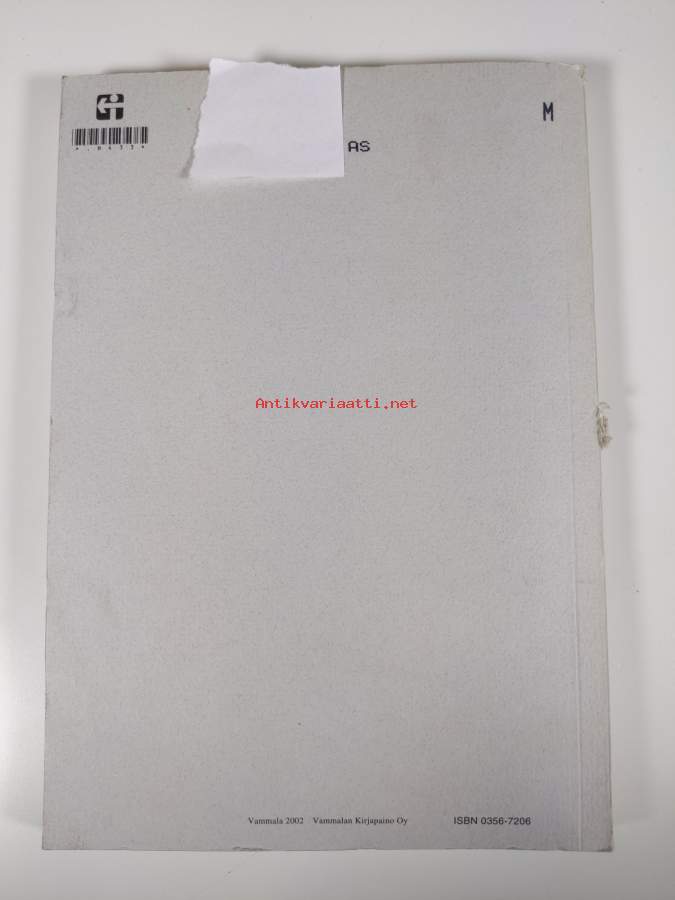 M
AS
Antikvariaatti.net
Vammala 2002 Vammalan Kirjapaino Oy ISBN 0356-7206